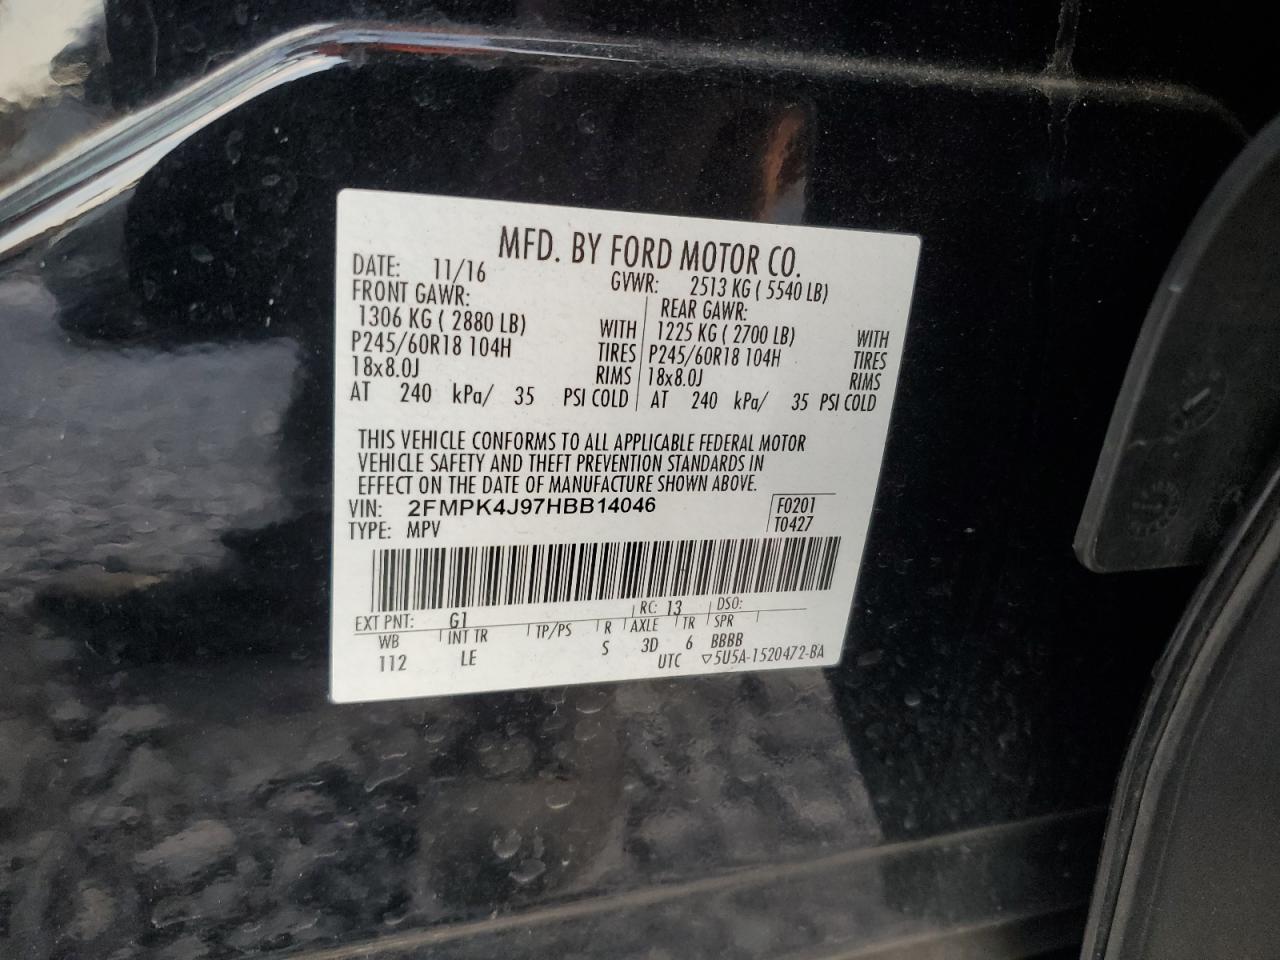 MFD. BY FORD MOTOR CO.
DATE: 11/16 GVWR: 2513 KG ( 5540 LB)
FRONT GAWR: REAR GAWR:
1306 KG ( 2880 LB) WITH 1225 KG ( 2700 LB) WITH
P245/60R18 104H TIRES P245/60R18 104H TIRES
18x8.0J RIMS 18x8.0J RIMS
AT 240 kPa/ 35 PSI COLD AT 240 kPa/ 35 PSI COLD
THIS VEHICLE CONFORMS TO ALL APPLICABLE FEDERAL MOTOR
VEHICLE SAFETY AND THEFT PREVENTION STANDARDS IN
EFFECT ON THE DATE OF MANUFACTURE SHOWN ABOVE.
VIN: 2FMPK4J97HBB14046 F0201
TYPE: MPV T0427
EXT PNT: G1 RC: 13 DSO:
WB INT TR TP/PS R AXLE TR SPR
112 LE S 3D 6 BBBB
UTC ▽5U5A-1520472-BA